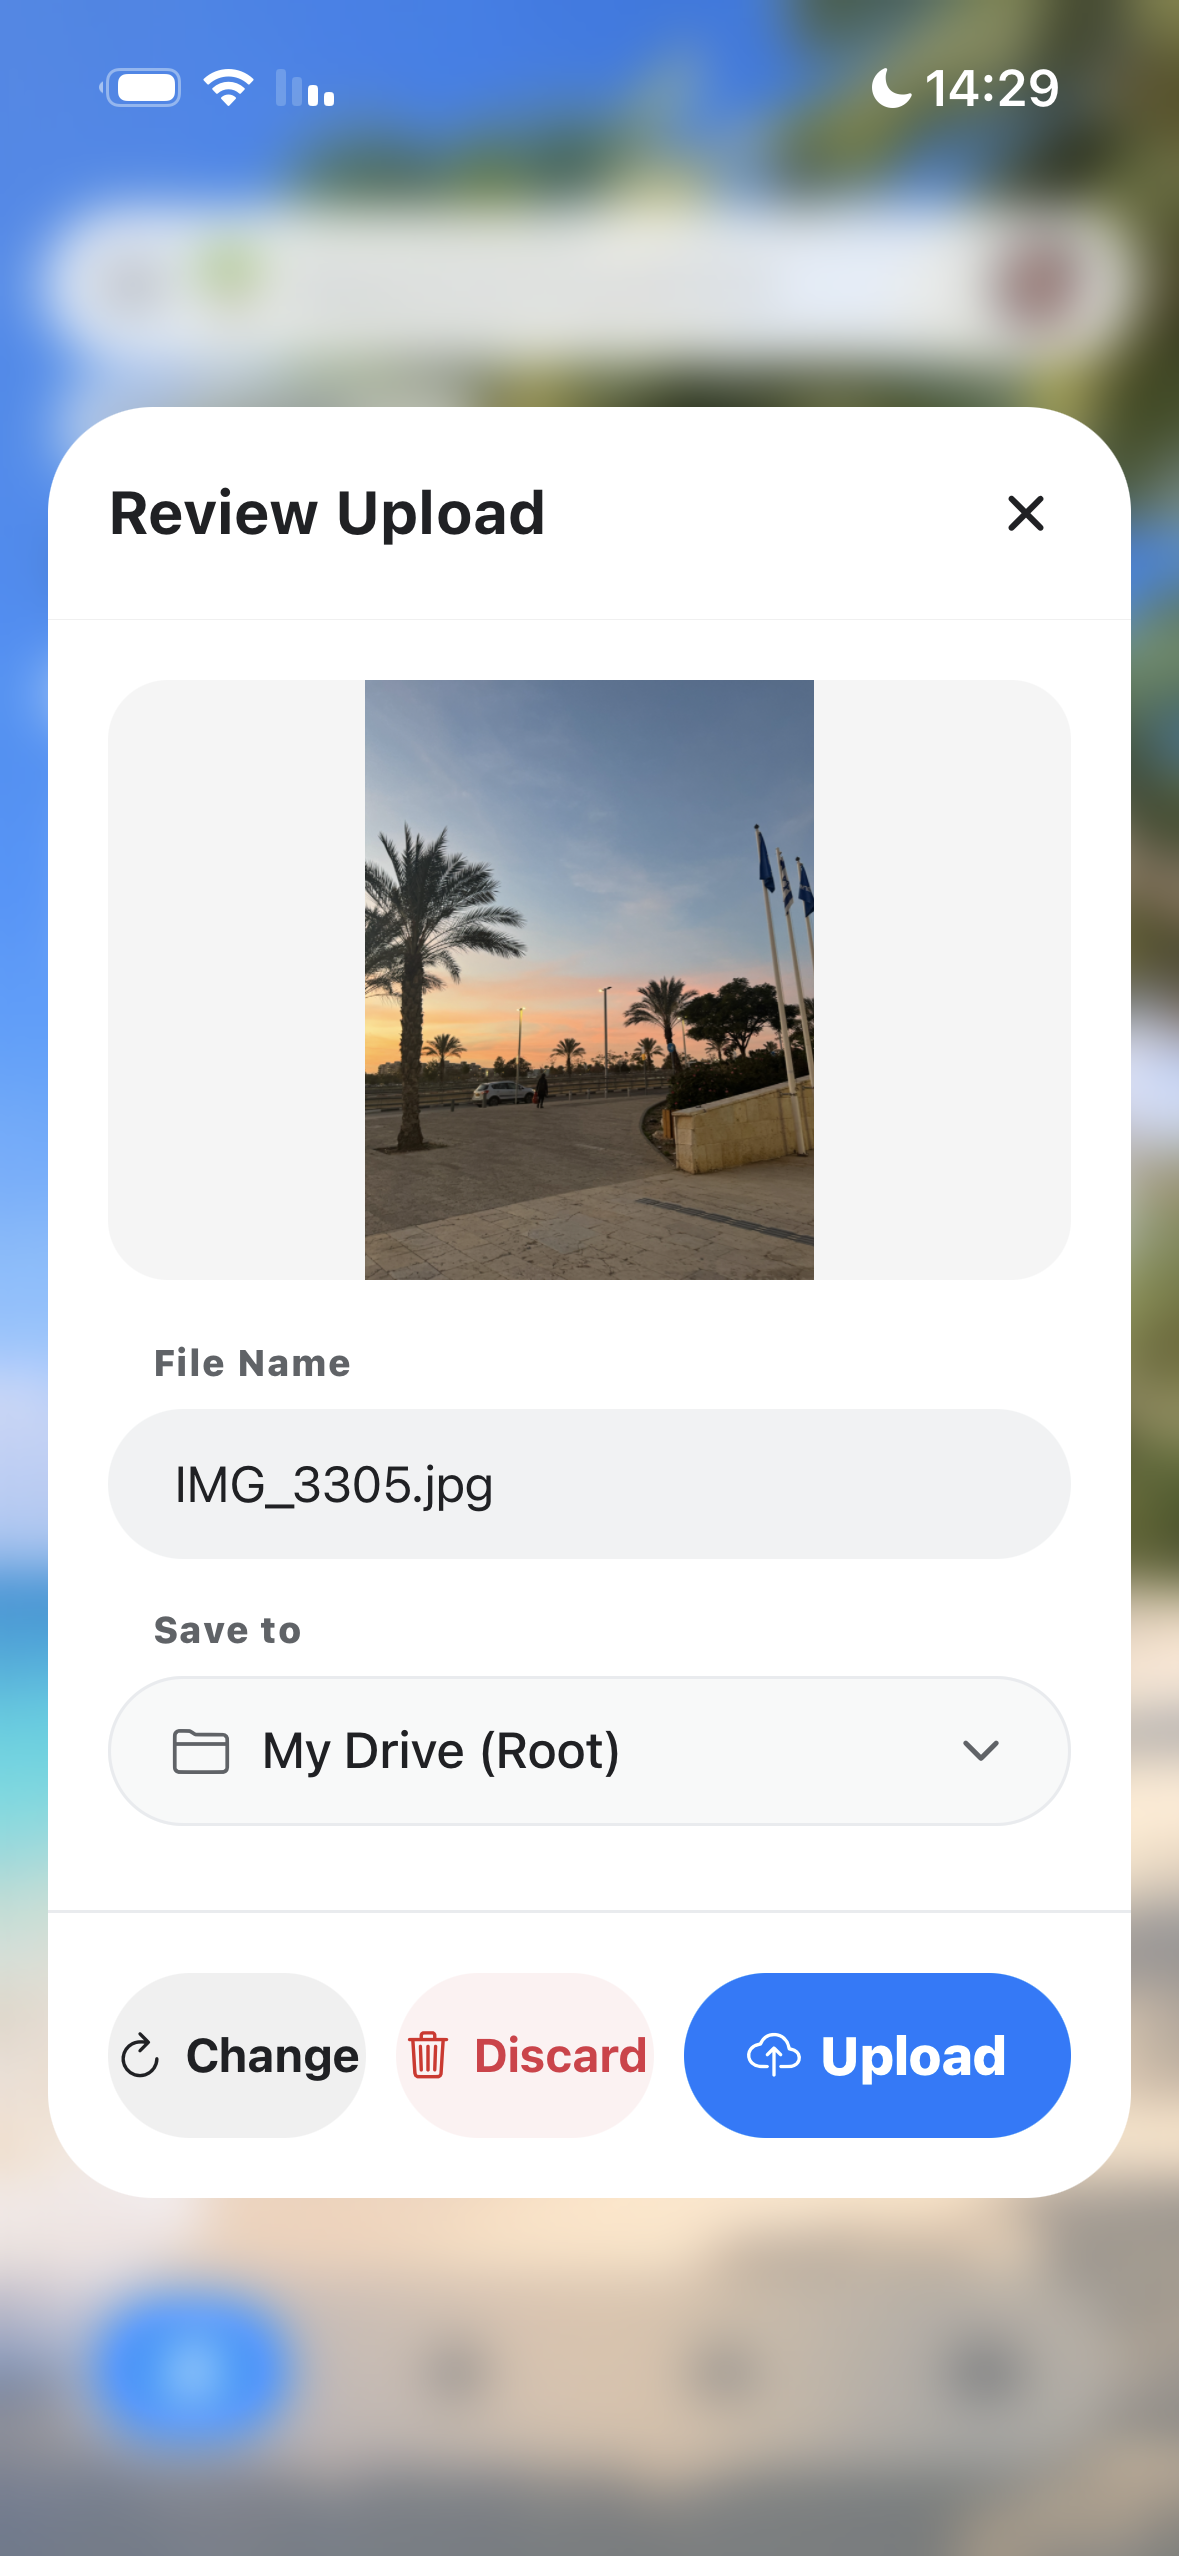 14:29
Review Upload
File Name
IMG_3305.jpg
Save to
My Drive (Root)
Change
Discard
Upload